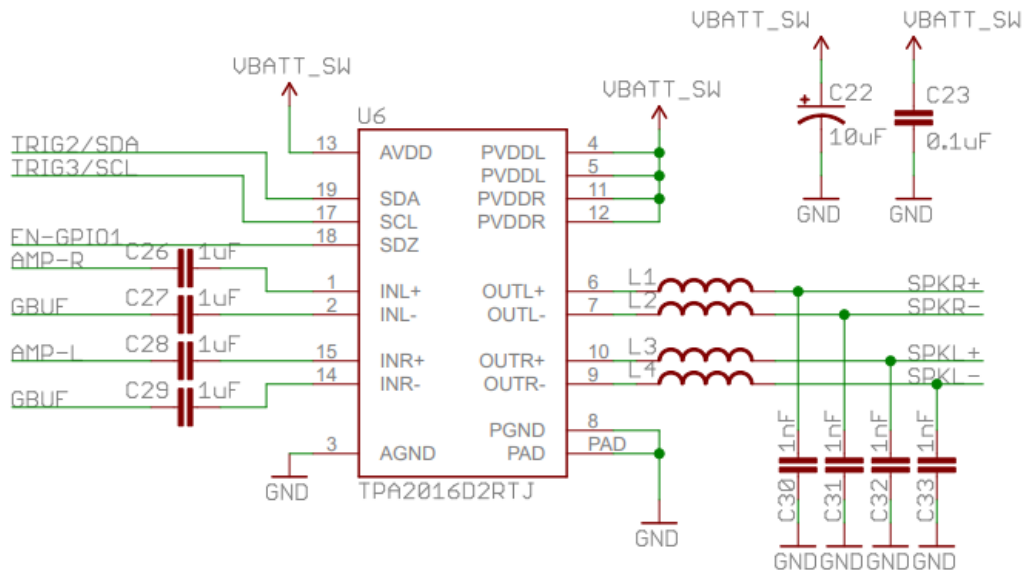 VBATT_SW VBATT_SW
C22 C23
10uF 0.1uF
GND GND
VBATT_SW VBATT_SW
U6
TRIG2/SDA 13 AVDD PVDDL 4
TRIG3/SCL PVDDL 5
19 SDA PVDDR 11
17 SCL PVDDR 12
EN-GPIO1 18 SDZ
AMP-R C26 1uF
1 INL+ OUTL+ 6 L1 SPKR+
GBUF C27 1uF 2 INL- OUTL- 7 L2 SPKR-
AMP-L C28 1uF 15 INR+ OUTR+ 10 L3 SPKL+
14 INR- OUTR- 9 L4 SPKL-
GBUF C29 1uF
PGND 8
3 AGND PAD PAD
GND TPA2016D2RTJ
GND
1nF 1nF 1nF 1nF
C30 C31 C32 C33
GND GND GND GND